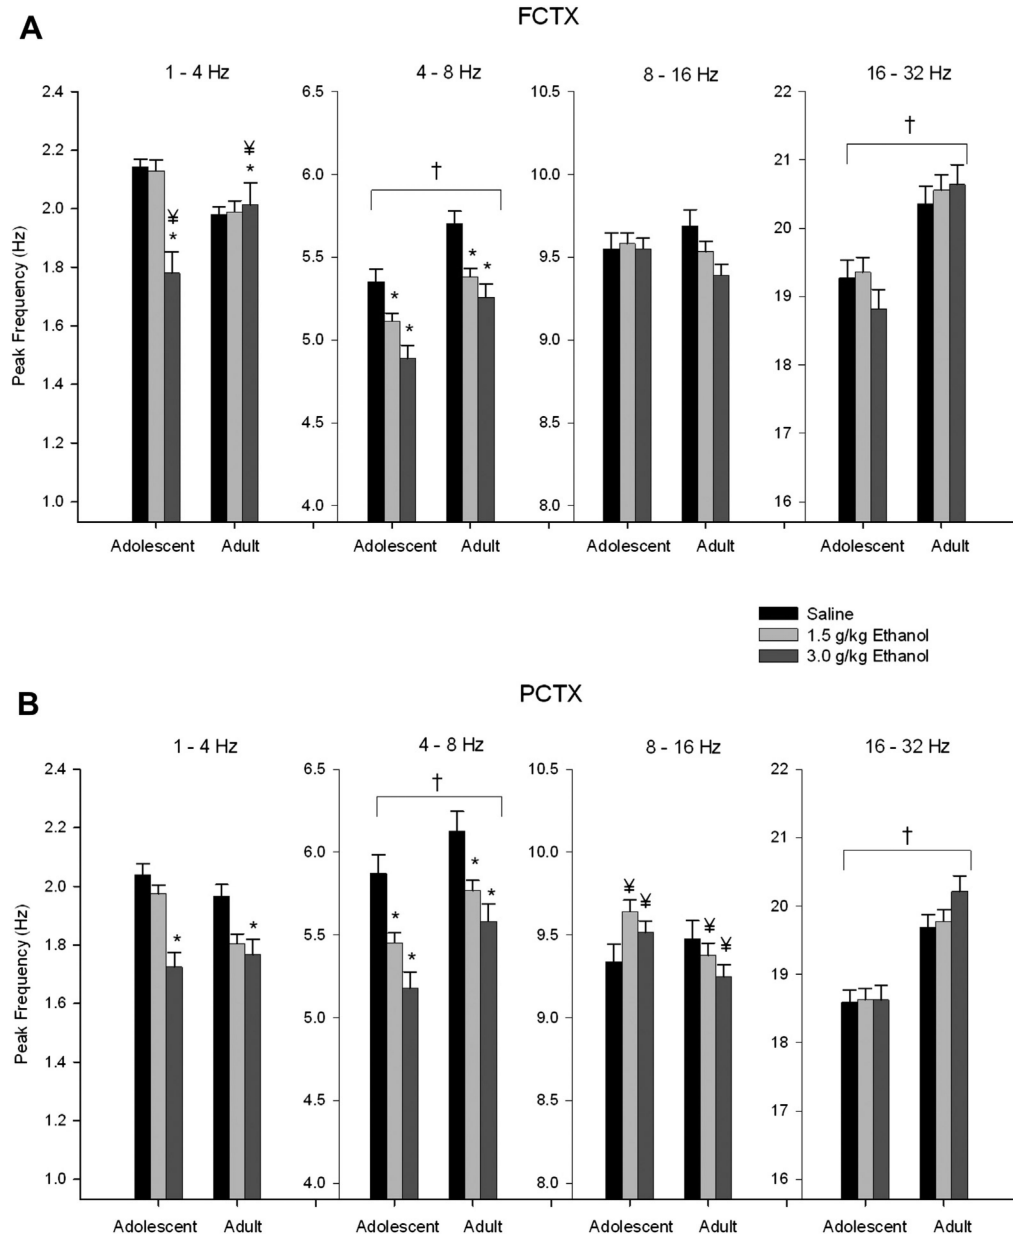 A
FCTX
1 - 4 Hz
4 - 8 Hz
8 - 16 Hz
16 - 32 Hz
Peak Frequency (Hz)
2.4
2.2
2.0
1.8
1.6
1.4
1.2
1.0
¥
*
¥
*
Adolescent
Adult
6.5
6.0
5.5
5.0
4.5
4.0
†
*
*
*
*
Adolescent
Adult
10.5
10.0
9.5
9.0
8.5
8.0
Adolescent
Adult
22
21
20
19
18
17
16
†
Adolescent
Adult
Saline
1.5 g/kg Ethanol
3.0 g/kg Ethanol
B
PCTX
1 - 4 Hz
4 - 8 Hz
8 - 16 Hz
16 - 32 Hz
Peak Frequency (Hz)
2.4
2.2
2.0
1.8
1.6
1.4
1.2
1.0
*
*
Adolescent
Adult
6.5
6.0
5.5
5.0
4.5
4.0
†
*
*
*
*
Adolescent
Adult
10.5
10.0
9.5
9.0
8.5
8.0
¥
¥
¥
¥
Adolescent
Adult
22
21
20
19
18
17
16
†
Adolescent
Adult